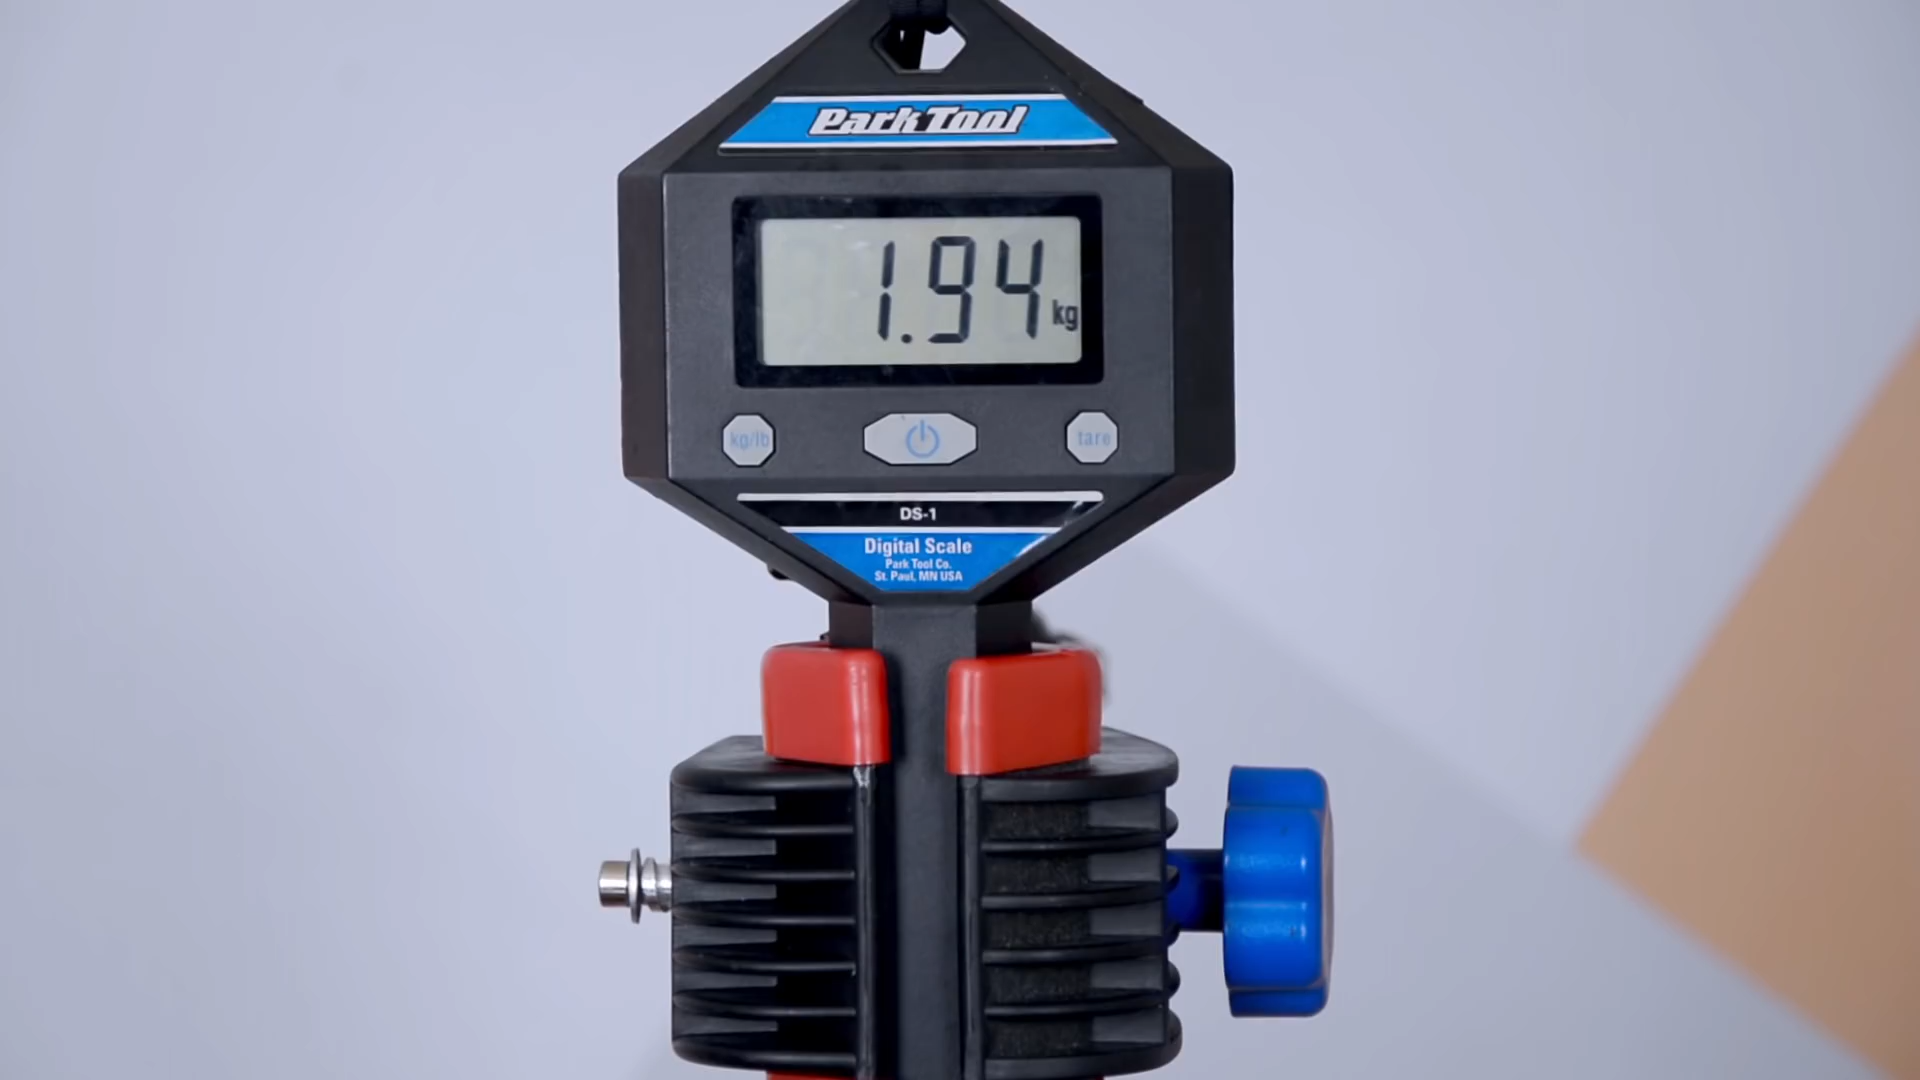 Park Tool
1.94 kg
kg/lb
tare
DS-1
Digital Scale
Park Tool Co.
St. Paul, MN USA